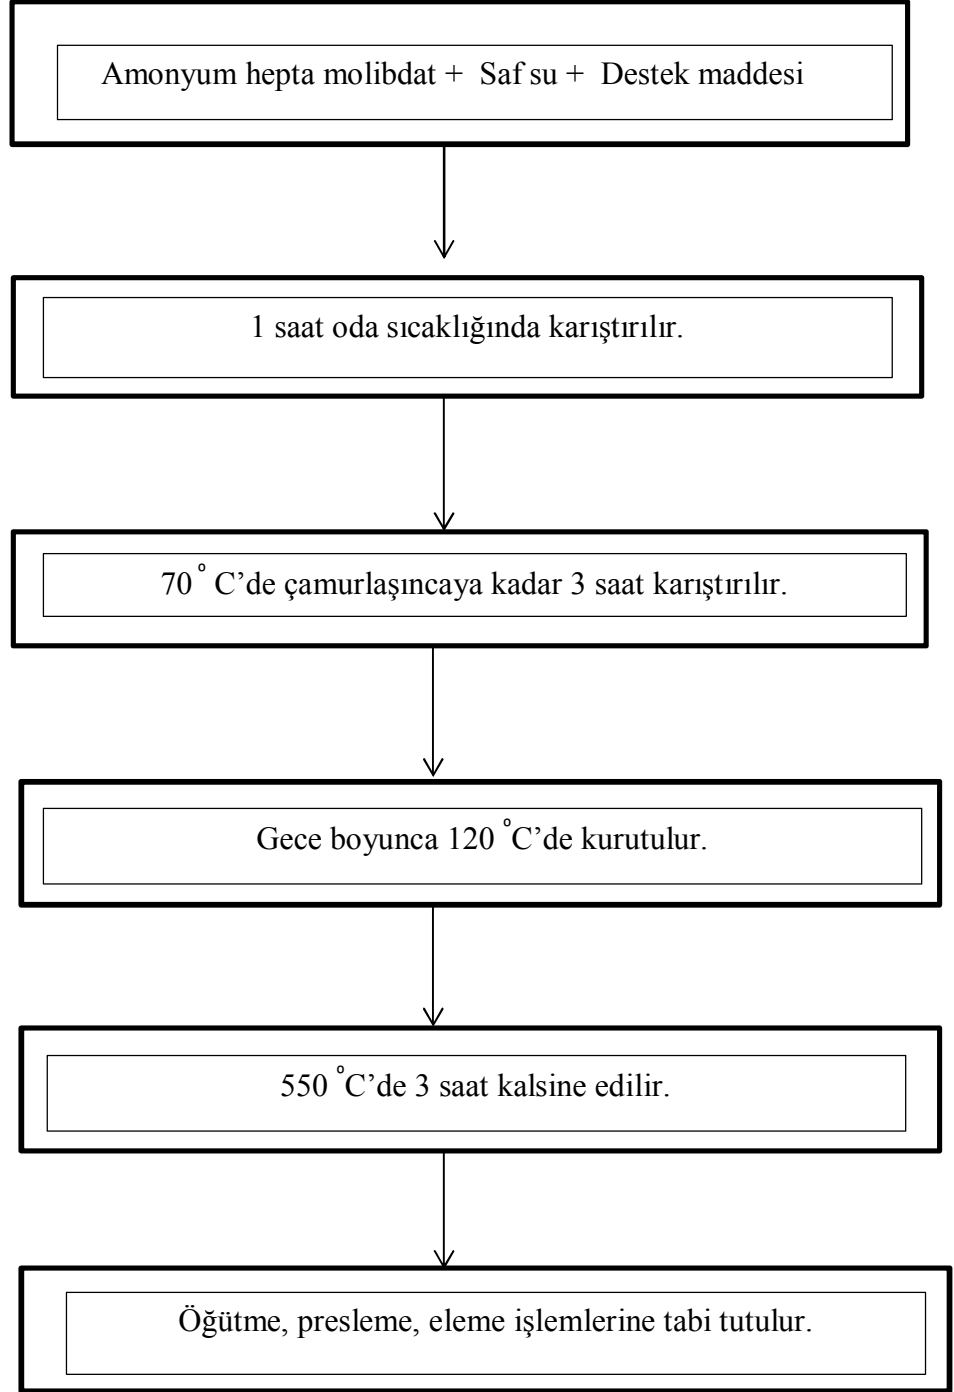 Amonyum hepta molibdat + Saf su + Destek maddesi
1 saat oda sıcaklığında karıştırılır.
70 ° C’de çamurlaşıncaya kadar 3 saat karıştırılır.
Gece boyunca 120 °C’de kurutulur.
550 °C’de 3 saat kalsine edilir.
Öğütme, presleme, eleme işlemlerine tabi tutulur.